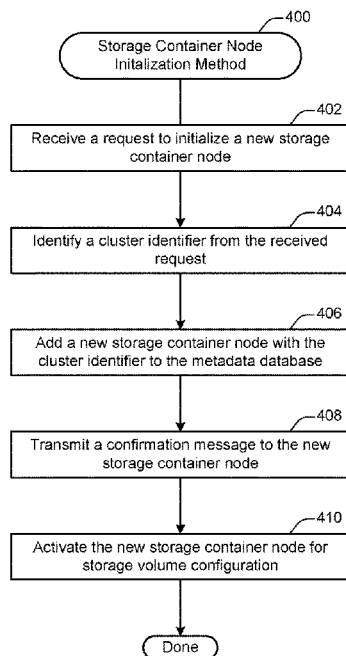 400
Storage Container Node
Initalization Method
402
Receive a request to initialize a new storage
container node
404
Identify a cluster identifier from the received
request
406
Add a new storage container node with the
cluster identifier to the metadata database
408
Transmit a confirmation message to the new
storage container node
410
Activate the new storage container node for
storage volume configuration
Done